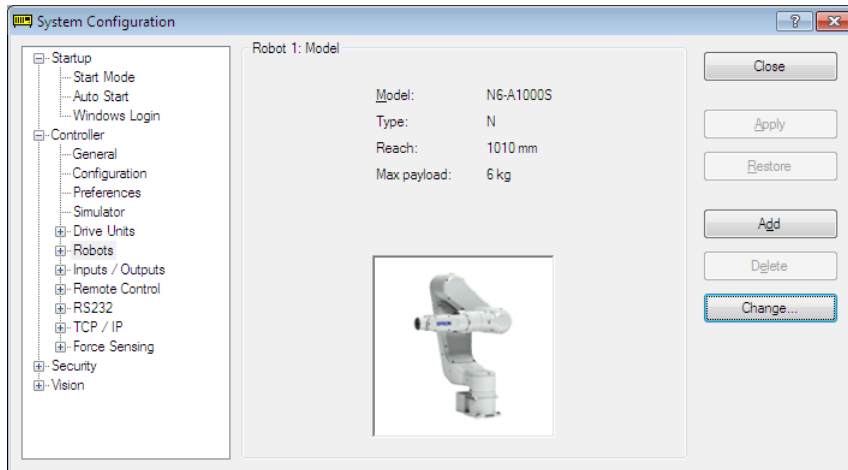 System Configuration
Startup
Start Mode
Auto Start
Windows Login
Controller
General
Configuration
Preferences
Simulator
Drive Units
Robots
Inputs / Outputs
Remote Control
RS232
TCP / IP
Force Sensing
Security
Vision
Robot 1: Model
Model: N6-A1000S
Type: N
Reach: 1010 mm
Max payload: 6 kg
EPSON
Close
Apply
Restore
Add
Delete
Change...